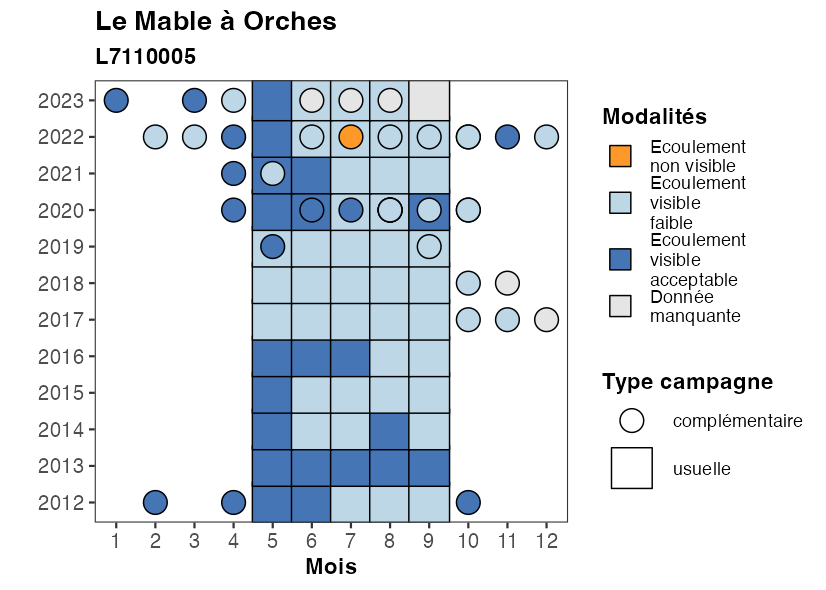 Le Mable à Orches
L7110005
2023
2022
2021
2020
2019
2018
2017
2016
2015
2014
2013
2012
1 2 3 4 5 6 7 8 9 10 11 12
Mois
Modalités
Ecoulement
non visible
Ecoulement
visible
faible
Ecoulement
visible
acceptable
Donnée
manquante
Type campagne
complémentaire
usuelle